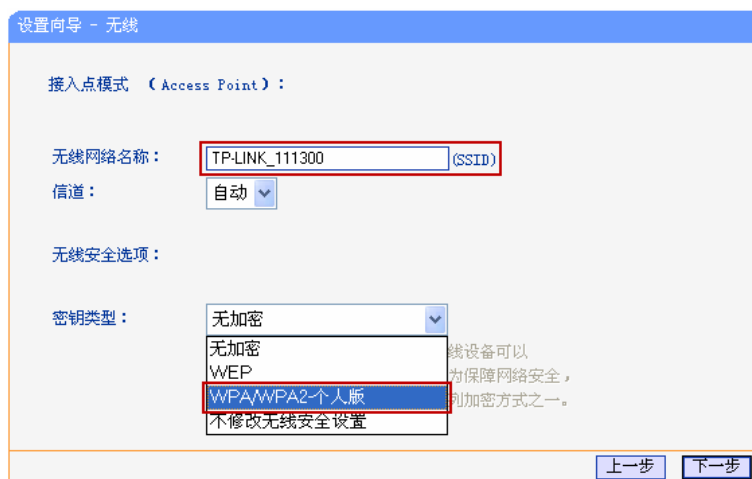 设置向导 - 无线
接入点模式 （Access Point）：
无线网络名称： TP-LINK_111300 (SSID)
信道： 自动
无线安全选项：
密钥类型： 无加密
无加密
线设备可以
WEP
为保障网络安全，
WPA/WPA2-个人版
列加密方式之一。
不修改无线安全设置
上一步 下一步